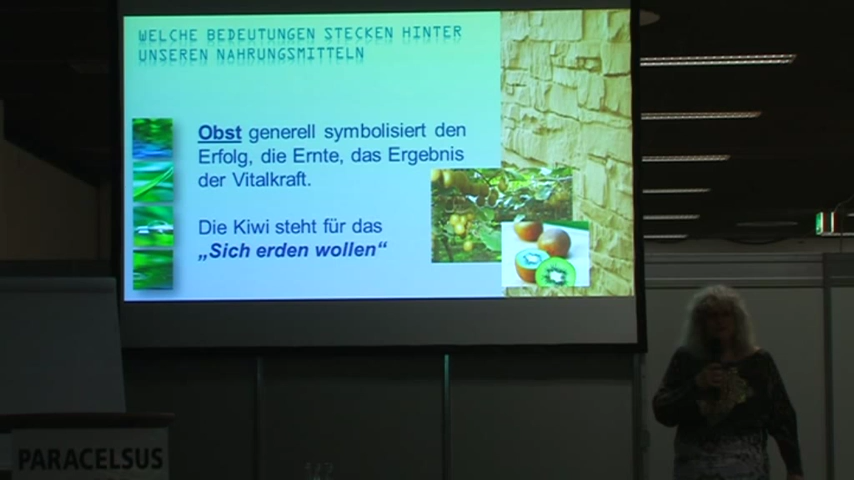 WELCHE BEDEUTUNGEN STECKEN HINTER
UNSEREN NAHRUNGSMITTELN
Obst generell symbolisiert den
Erfolg, die Ernte, das Ergebnis
der Vitalkraft.
Die Kiwi steht für das
„Sich erden wollen“
PARACELSUS